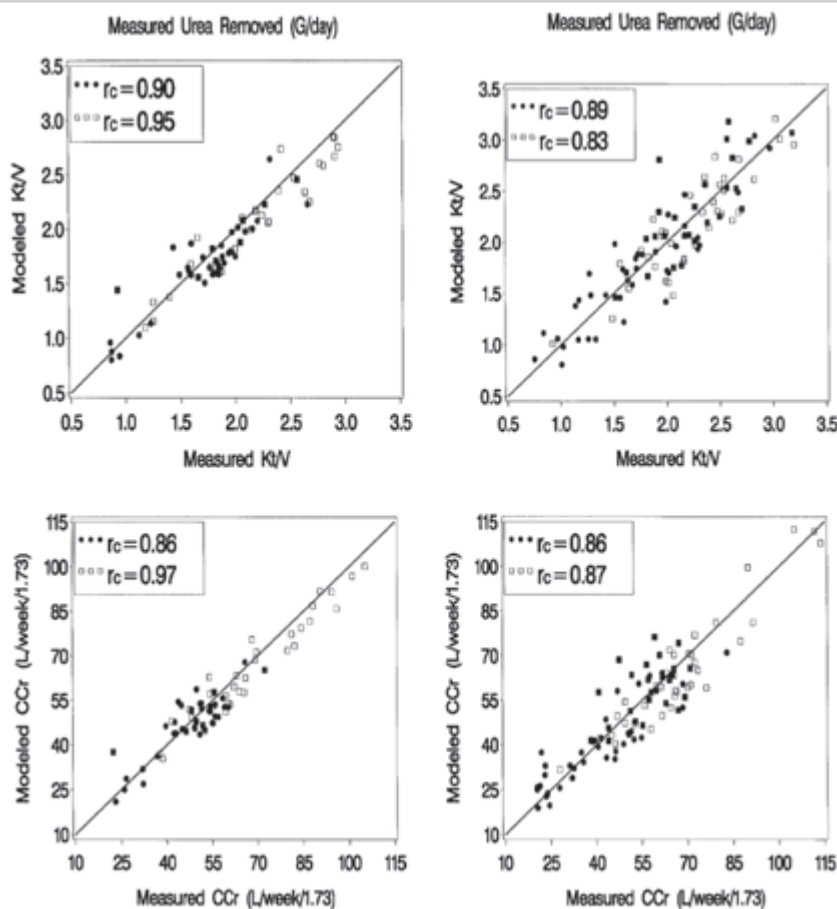 Measured Urea Removed (G/day)
Measured Urea Removed (G/day)
3.5
3.0
2.5
2.0
1.5
1.0
0.5
Modeled Kt/V
rc=0.90
rc=0.95
0.5 1.0 1.5 2.0 2.5 3.0 3.5
Measured Kt/V
3.5
3.0
2.5
2.0
1.5
1.0
0.5
Modeled Kt/V
rc=0.89
rc=0.83
0.5 1.0 1.5 2.0 2.5 3.0 3.5
Measured Kt/V
115
100
85
70
55
40
25
10
Modeled CCr (L/week/1.73)
rc=0.86
rc=0.97
10 25 40 55 70 85 100 115
Measured CCr (L/week/1.73)
115
100
85
70
55
40
25
10
Modeled CCr (L/week/1.73)
rc=0.86
rc=0.87
10 25 40 55 70 85 100 115
Measured CCr (L/week/1.73)